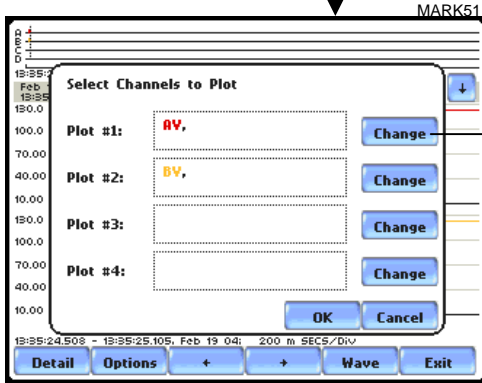 MARK51
A
B
C
D
13:35:2
Feb
13:35
130.0
100.0
70.00
40.00
10.00
130.0
100.0
70.00
40.00
10.00
Select Channels to Plot
Plot #1: AV, Change
Plot #2: BV, Change
Plot #3: Change
Plot #4: Change
OK Cancel
13:35:24.508 - 13:35:25.105, Feb 19 04; 200 m SECS/Div
Detail Options ← → Wave Exit